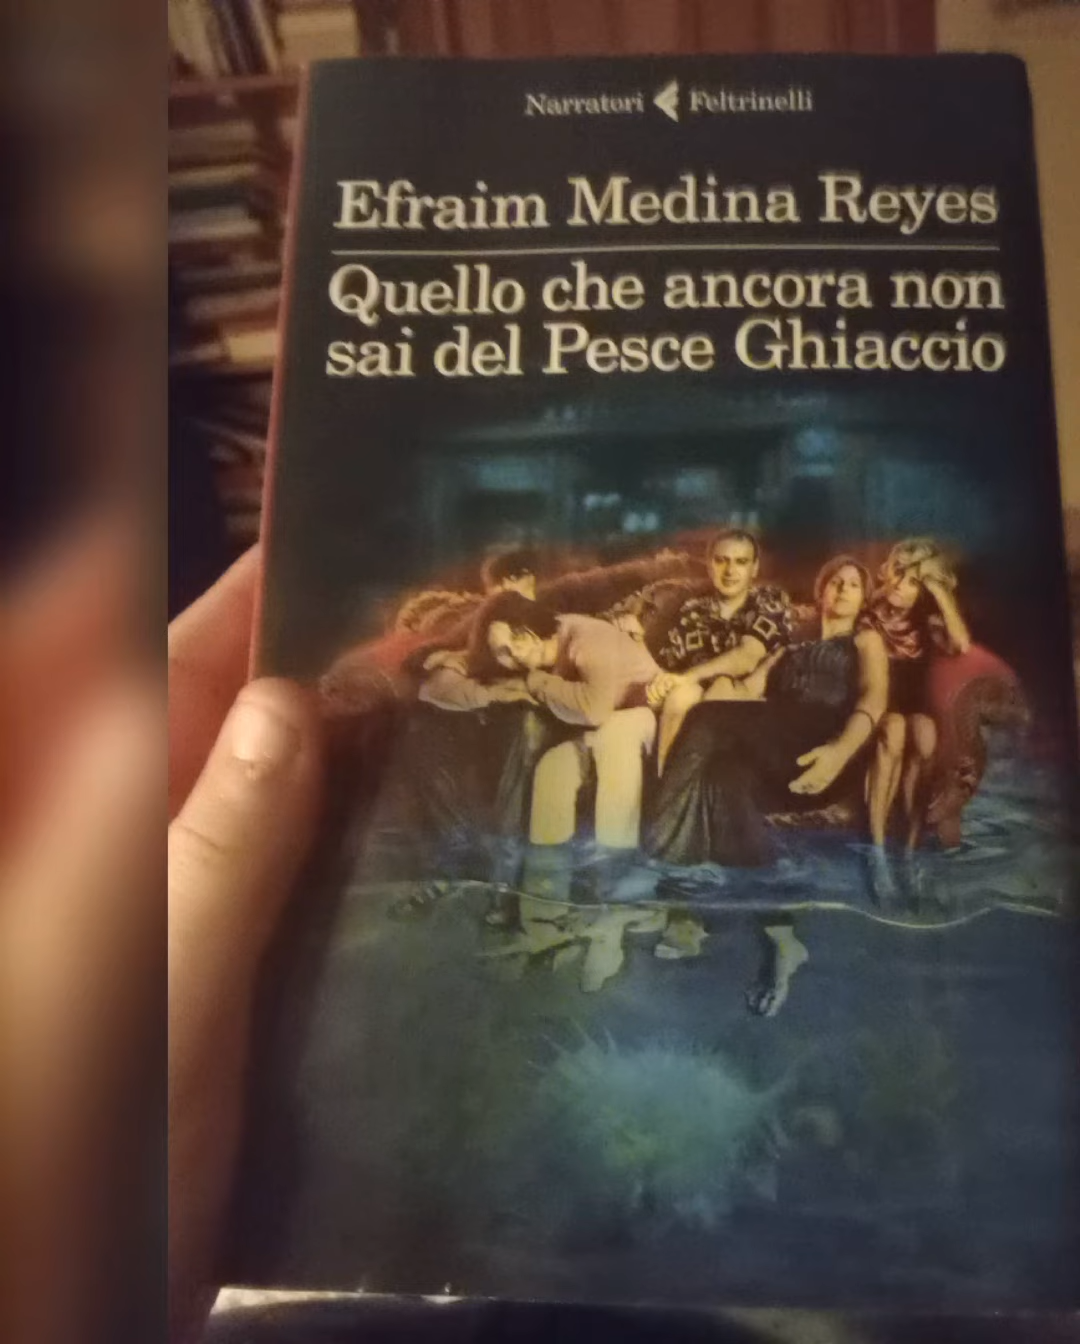 Narratori Feltrinelli
Efraim Medina Reyes
Quello che ancora non
sai del Pesce Ghiaccio